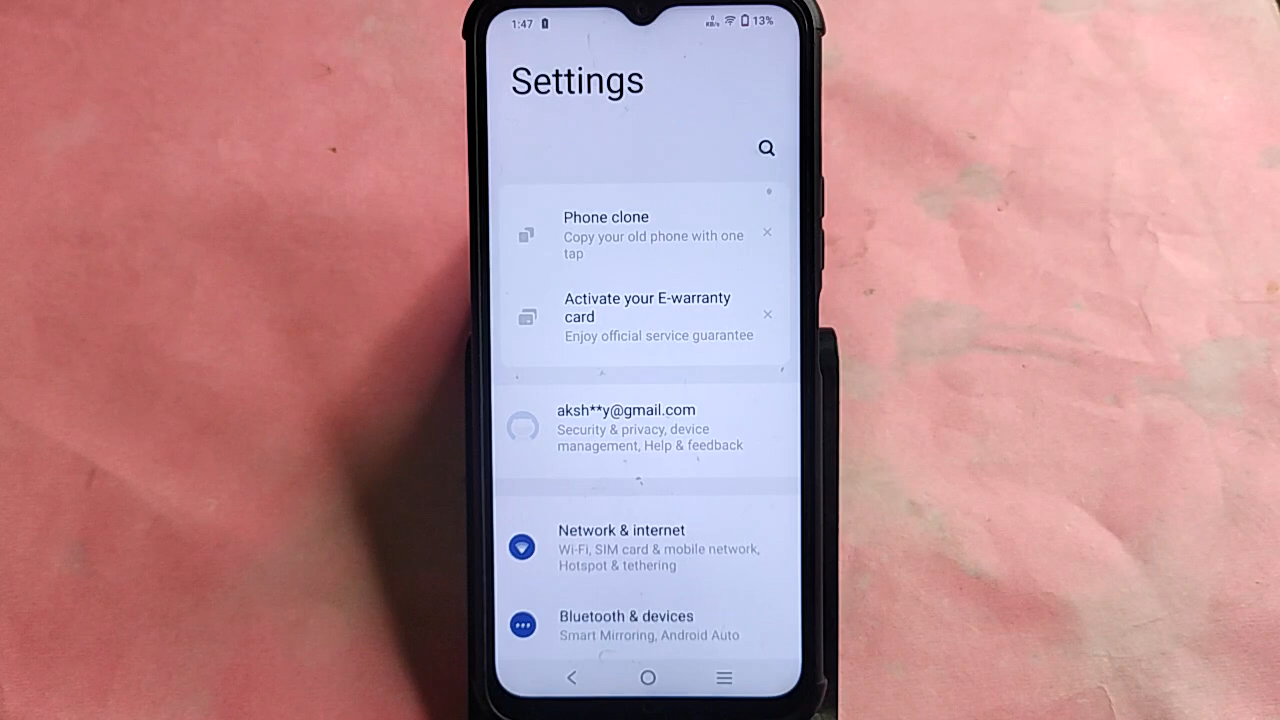 1:47
0 KB/s 13%
Settings
Phone clone
Copy your old phone with one
tap
Activate your E-warranty
card
Enjoy official service guarantee
aksh**y@gmail.com
Security & privacy, device
management, Help & feedback
Network & internet
Wi-Fi, SIM card & mobile network,
Hotspot & tethering
Bluetooth & devices
Smart Mirroring, Android Auto